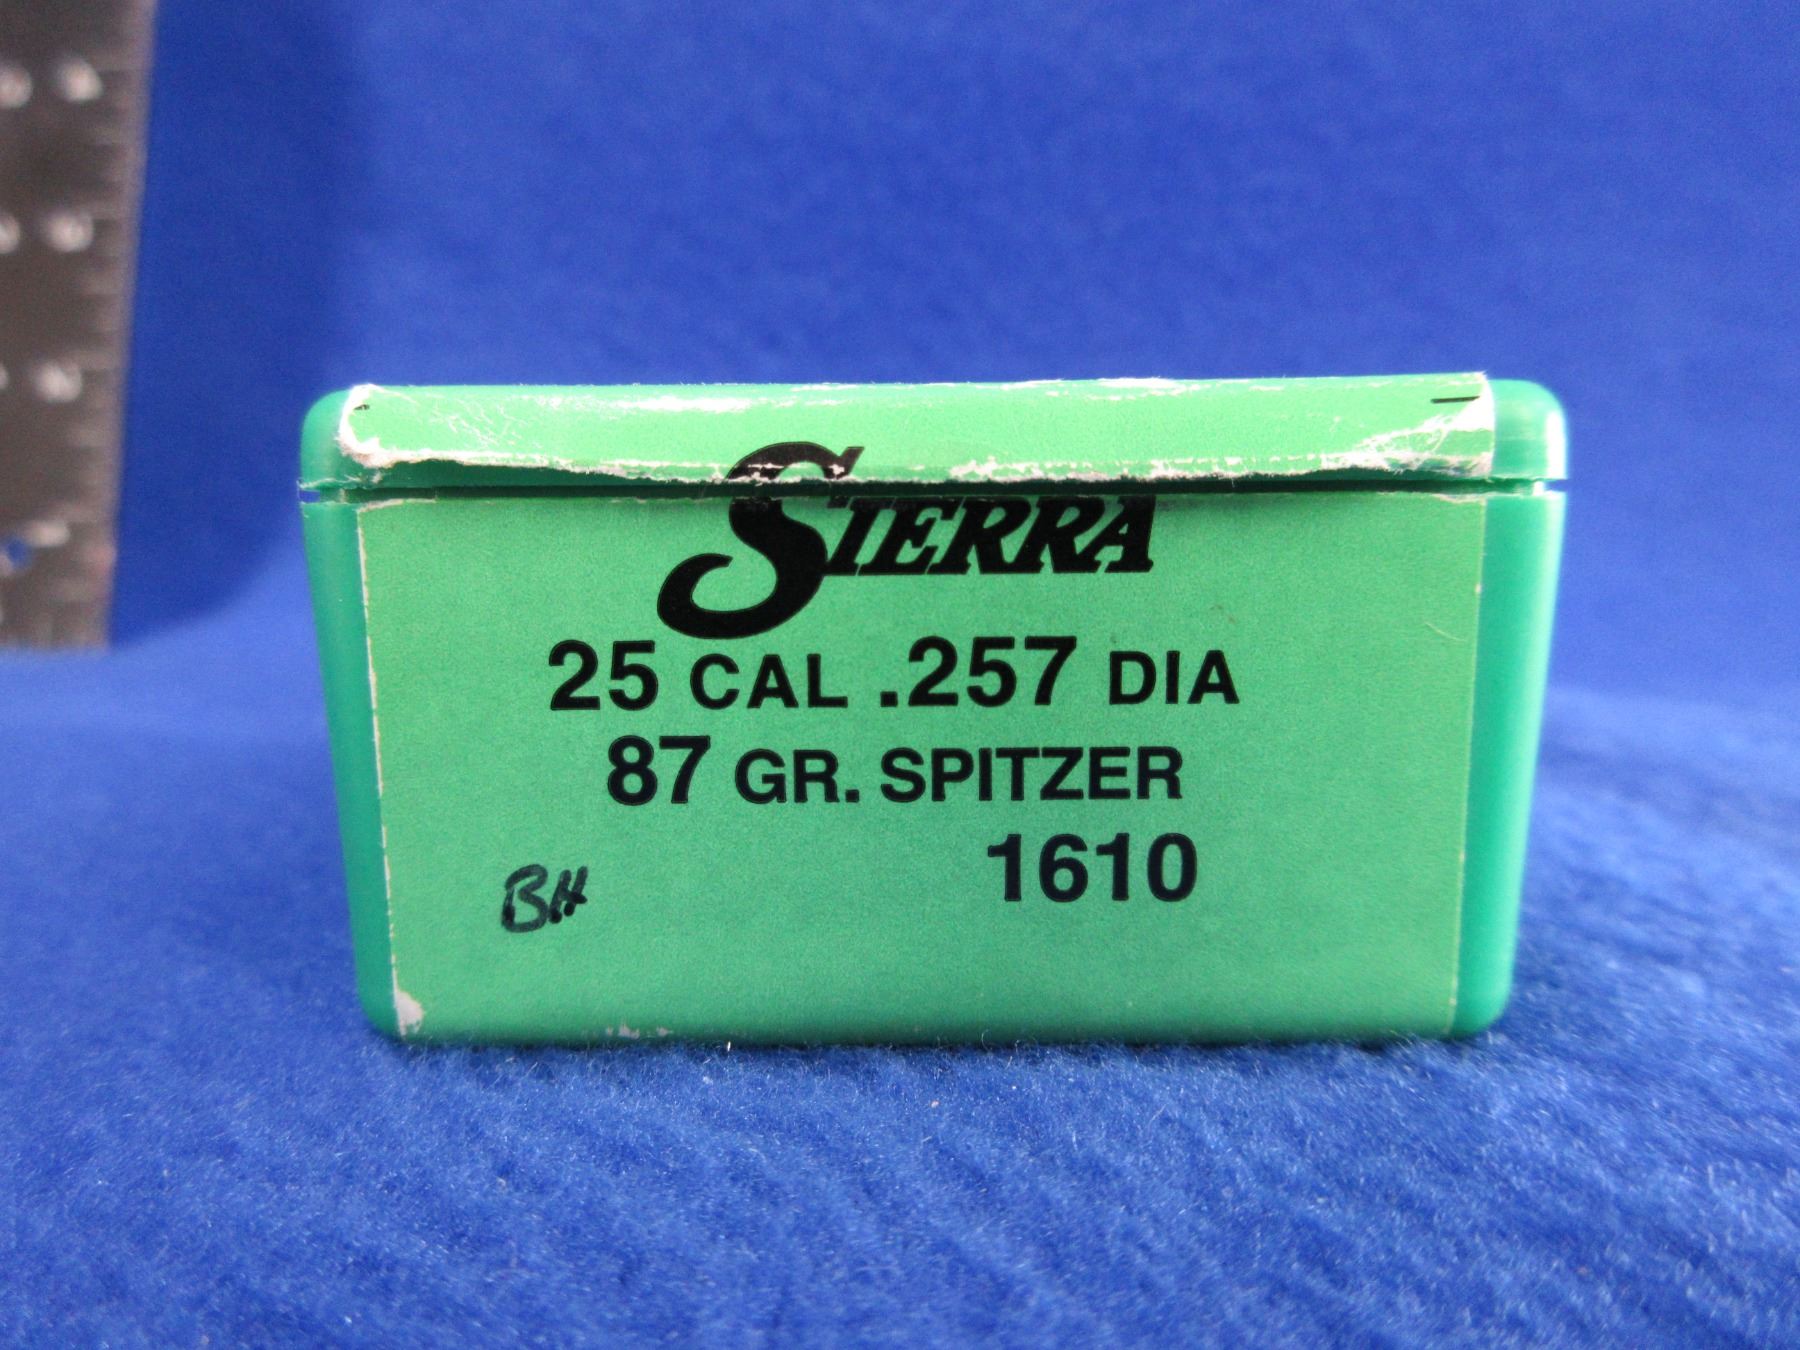 SIERRA
25 CAL .257 DIA
87 GR. SPITZER
1610
BH